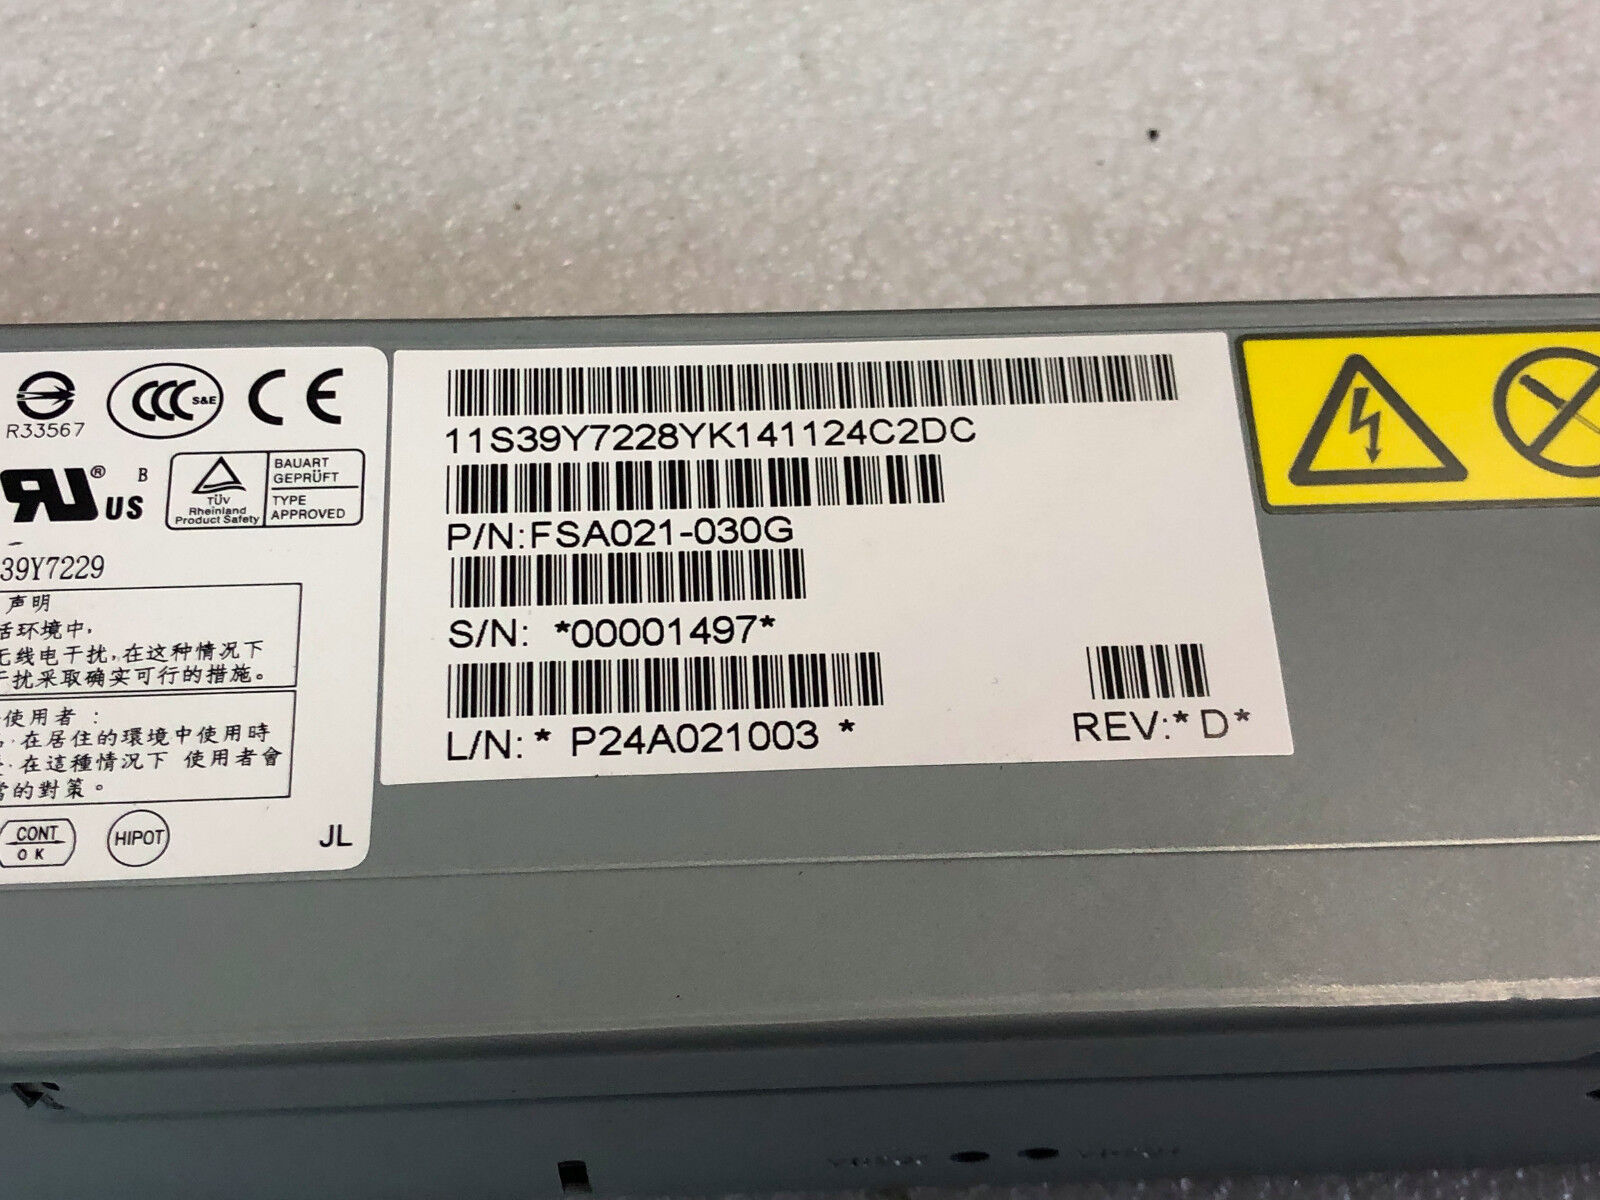 R33567
CCC S&E
CE
RU ® US B
TÜV
Rheinland
Product Safety
BAUART
GEPRÜFT
TYPE
APPROVED
39Y7229
声明
活环境中,
无线电干扰,在这种情况下
干扰采取确实可行的措施。
使用者：
在居住的環境中使用時
在這種情況下 使用者會
當的對策。
CONT
OK
HIPOT
JL
11S39Y7228YK141124C2DC
P/N:FSA021-030G
S/N: *00001497*
L/N: * P24A021003 *
REV:* D*